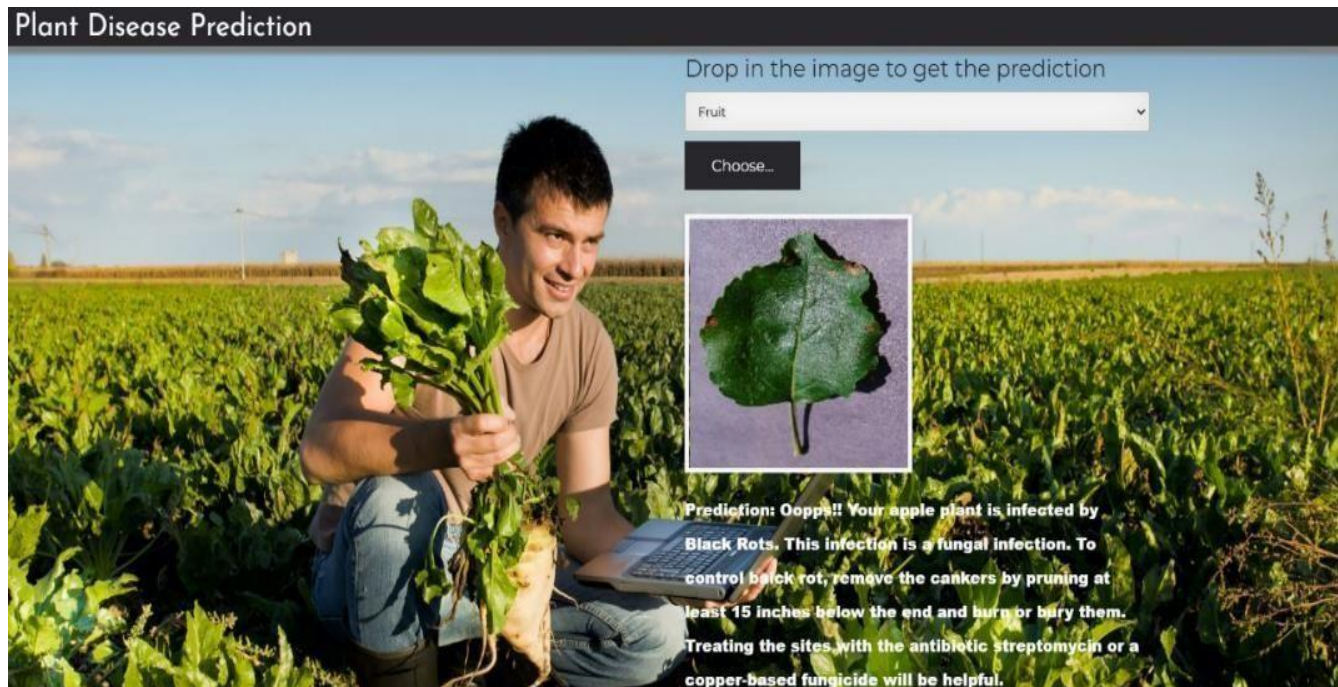 Plant Disease Prediction
Drop in the image to get the prediction
Fruit
Choose...
Prediction: Oopps!! Your apple plant is infected by
Black Rots. This infection is a fungal infection. To
control balck rot, remove the cankers by pruning at
least 15 inches below the end and burn or bury them.
Treating the sites with the antibiotic streptomycin or a
copper-based fungicide will be helpful.